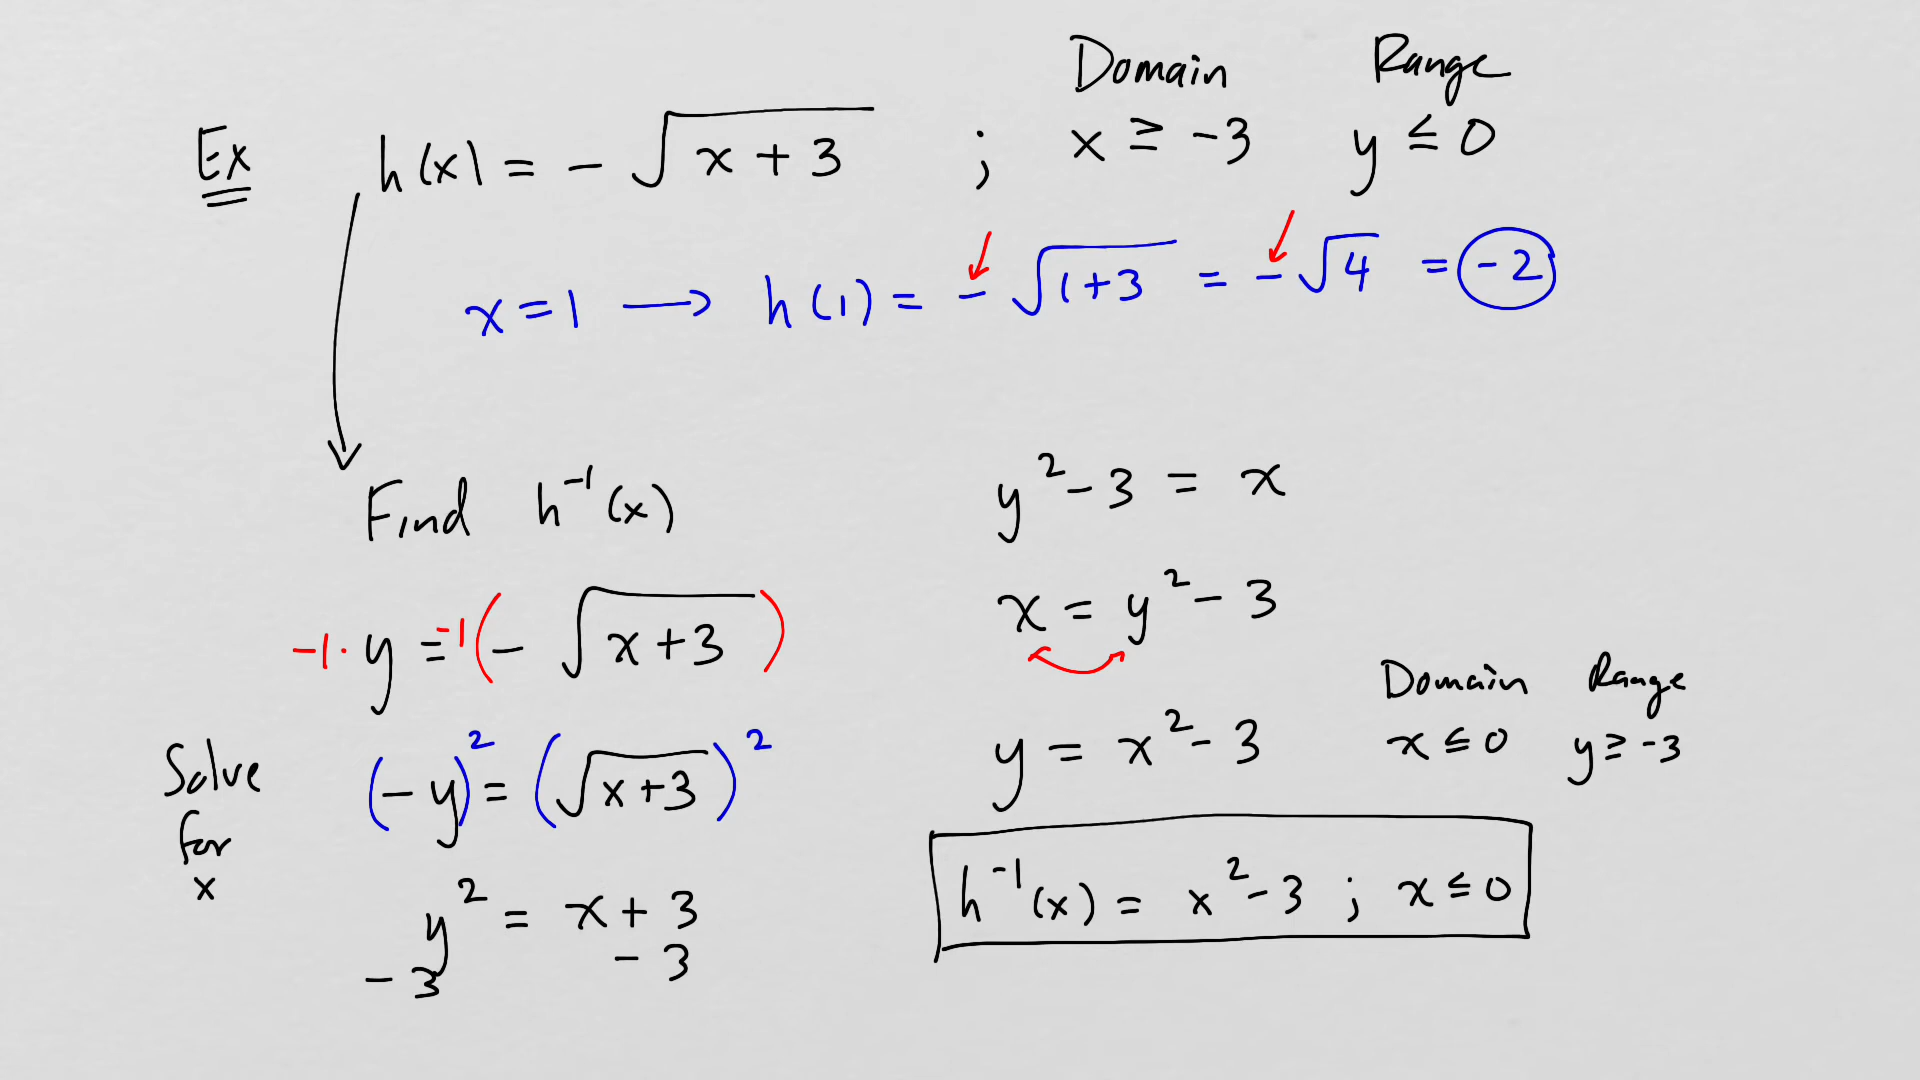 Domain Range
Ex h(x) = - √(x + 3) ; x ≥ -3 y ≤ 0
x = 1 → h(1) = - √(1+3) = - √4 = -2
Find h⁻¹(x)
-1· y = -1(- √(x+3))
Solve for x
(-y)² = (√(x+3))²
y² = x + 3
- 3 - 3
y² - 3 = x
x = y² - 3
Domain Range
y = x² - 3 x ≤ 0 y ≥ -3
h⁻¹(x) = x² - 3 ; x ≤ 0